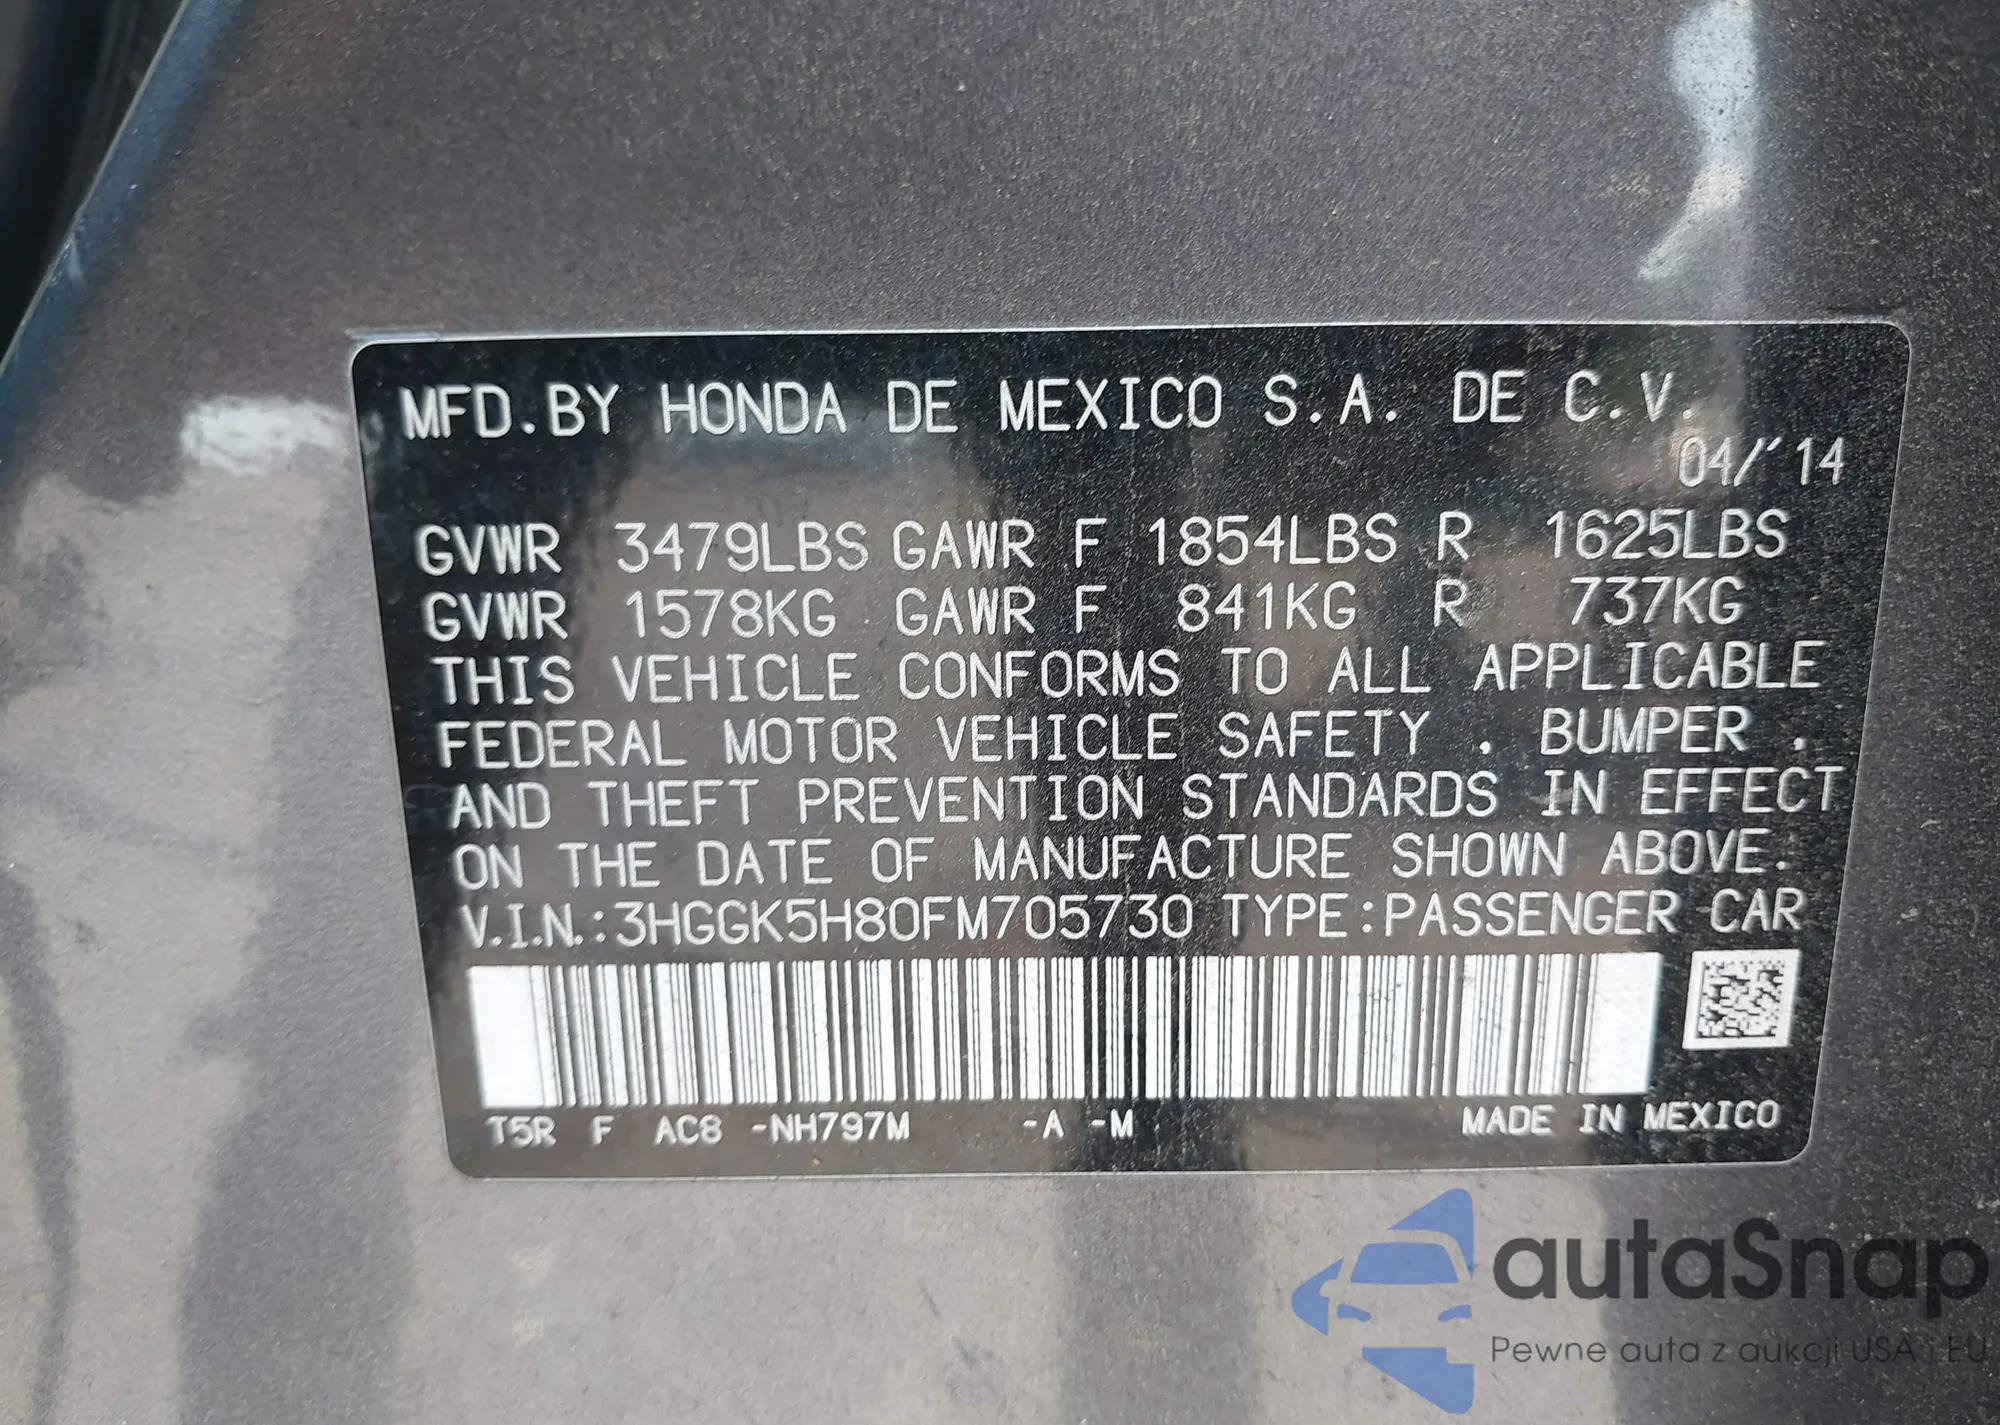 MFD. BY HONDA DE MEXICO S.A. DE C.V.
04/'14
GVWR 3479LBS GAWR F 1854LBS R 1625LBS
GVWR 1578KG GAWR F 841KG R 737KG
THIS VEHICLE CONFORMS TO ALL APPLICABLE
FEDERAL MOTOR VEHICLE SAFETY , BUMPER ,
AND THEFT PREVENTION STANDARDS IN EFFECT
ON THE DATE OF MANUFACTURE SHOWN ABOVE.
V.I.N.:3HGGK5H80FM705730 TYPE:PASSENGER CAR
T5R F AC8 -NH797M -A -M MADE IN MEXICO
autaSnap
Pewne auta z aukcji USA i EU